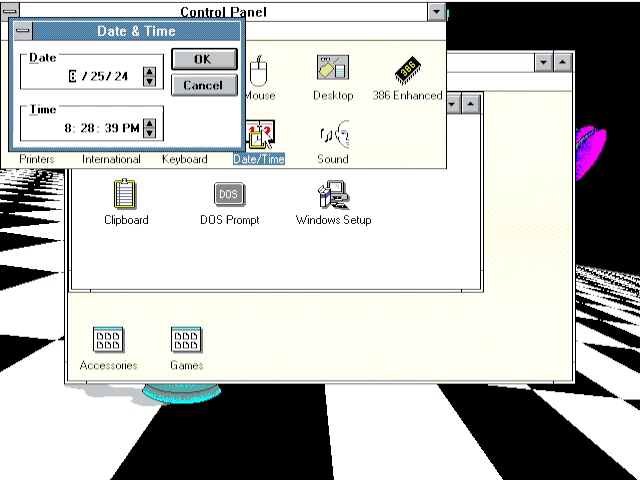 Control Panel
Date & Time
Date
/ 25 / 24
OK
Cancel
Time
8: 28: 39 PM
Mouse
Desktop
386 Enhanced
386
Printers
International
Keyboard
Date/Time
Sound
Clipboard
DOS
DOS Prompt
Windows Setup
Accessories
Games